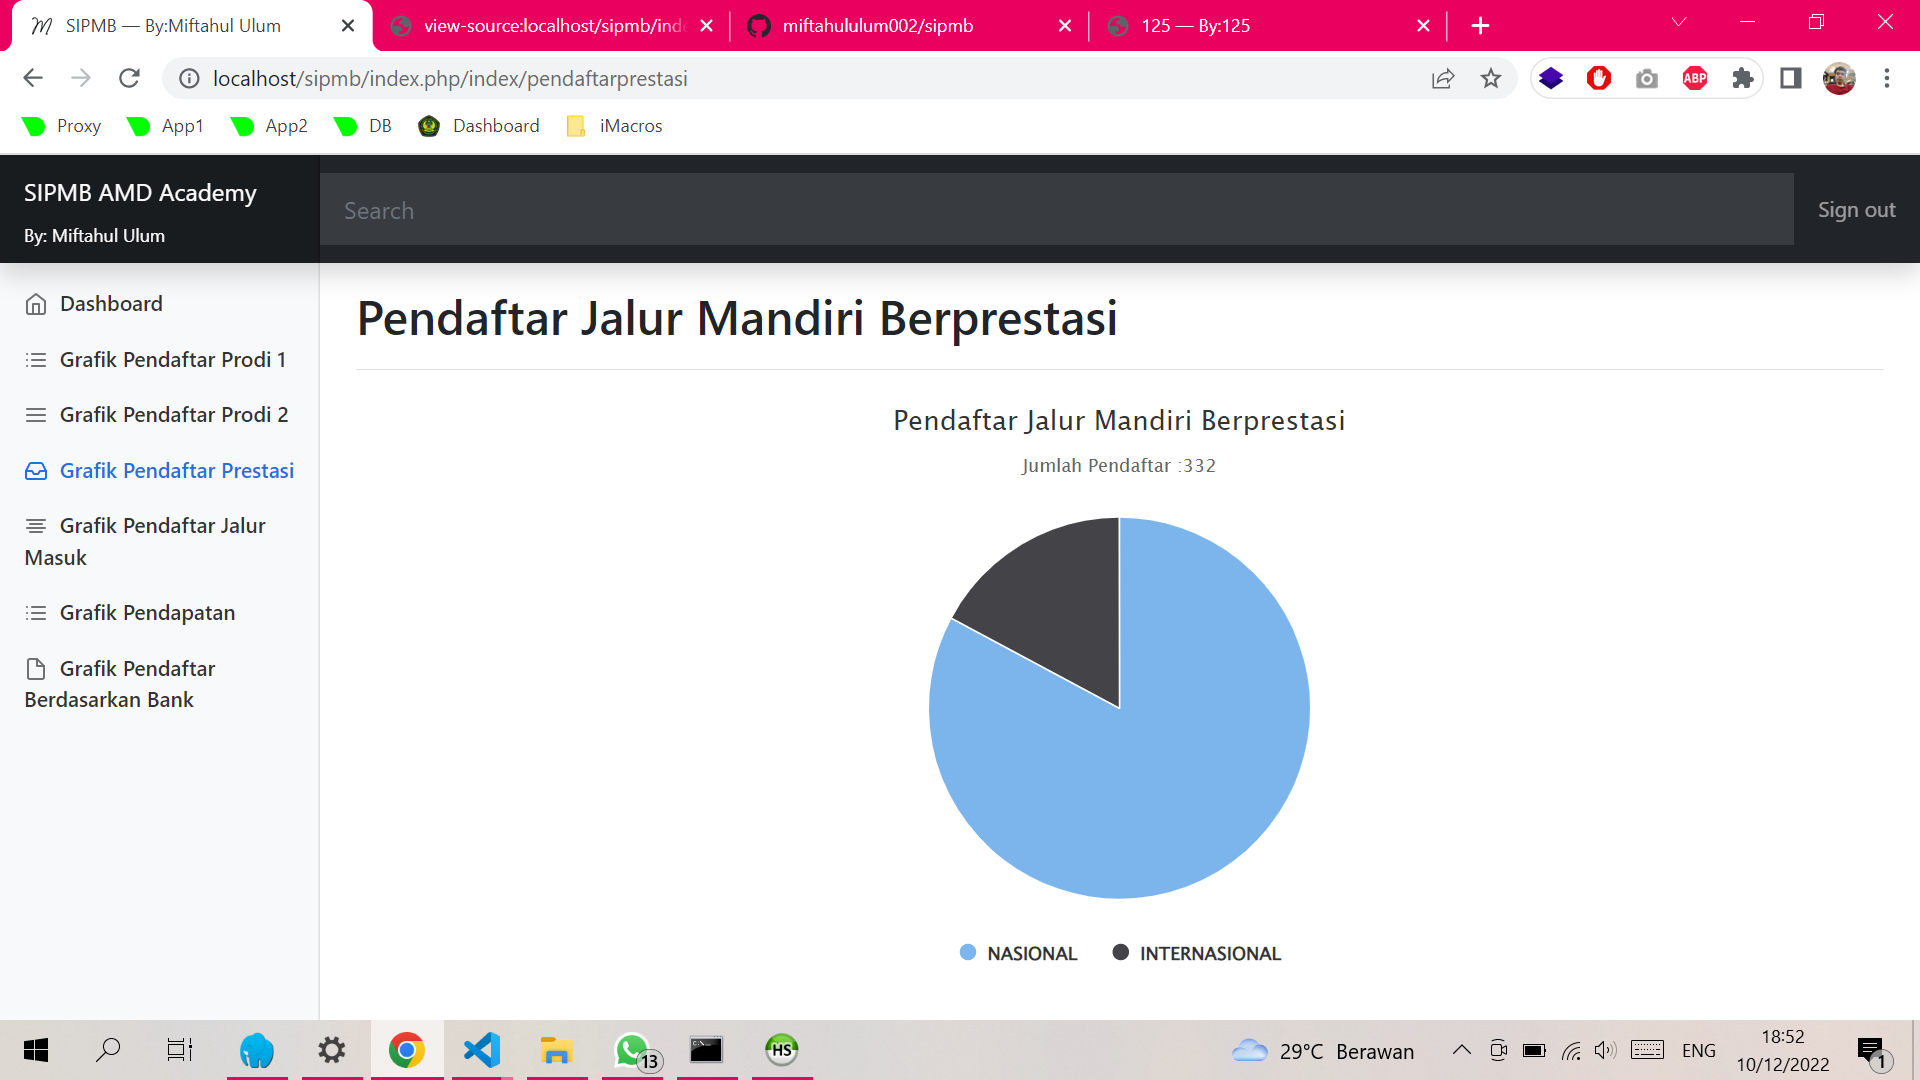 SIPMB — By:Miftahul Ulum
view-source:localhost/sipmb/ind
miftahululum002/sipmb
125 — By:125
localhost/sipmb/index.php/index/pendaftarprestasi
ABP
Proxy
App1
App2
DB
Dashboard
iMacros
SIPMB AMD Academy
By: Miftahul Ulum
Search
Sign out
Dashboard
Grafik Pendaftar Prodi 1
Grafik Pendaftar Prodi 2
Grafik Pendaftar Prestasi
Grafik Pendaftar Jalur
Masuk
Grafik Pendapatan
Grafik Pendaftar
Berdasarkan Bank
Pendaftar Jalur Mandiri Berprestasi
Pendaftar Jalur Mandiri Berprestasi
Jumlah Pendaftar :332
NASIONAL
INTERNASIONAL
13
HS
29°C Berawan
ENG
18:52
10/12/2022
1